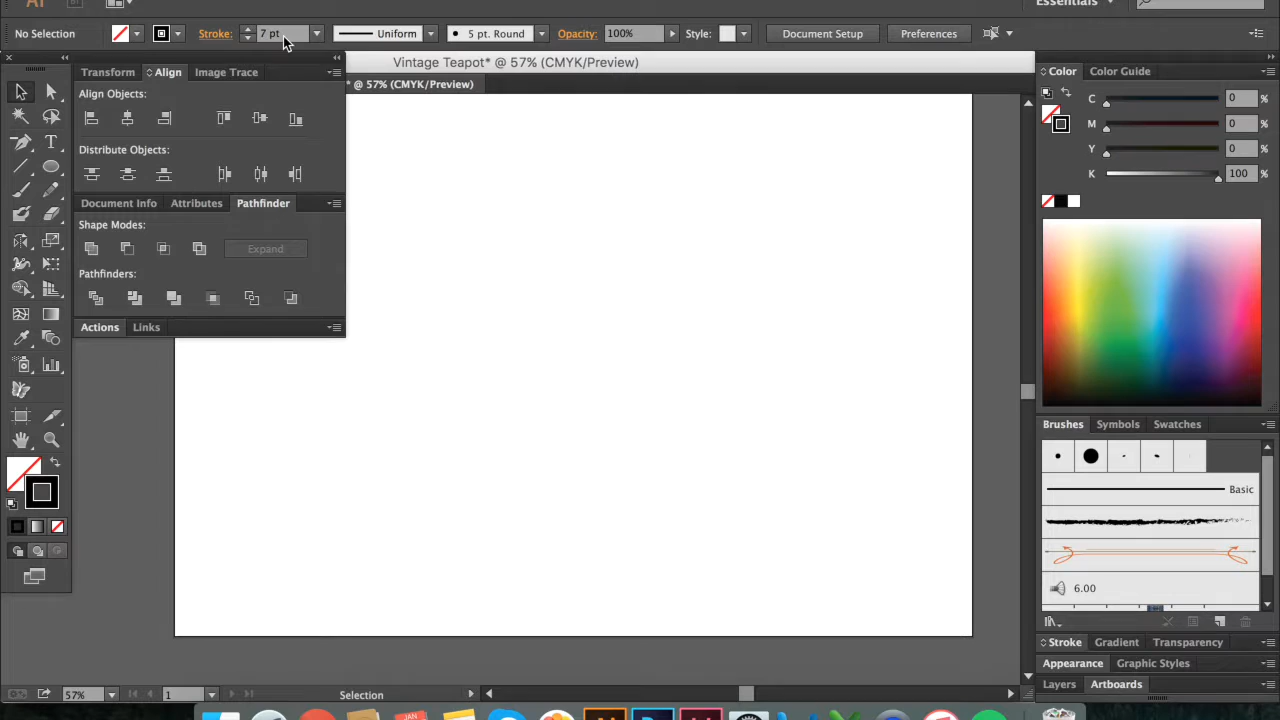 Ai Br Essentials
No Selection Stroke: 7 pt Uniform 5 pt. Round Opacity: 100% Style: Document Setup Preferences
Vintage Teapot* @ 57% (CMYK/Preview)
* @ 57% (CMYK/Preview)
Transform Align Image Trace
Align Objects:
Distribute Objects:
Document Info Attributes Pathfinder
Shape Modes:
Expand
Pathfinders:
Actions Links
Color Color Guide
C 0 %
M 0 %
Y 0 %
K 100 %
Brushes Symbols Swatches
Basic
6.00
Stroke Gradient Transparency
Appearance Graphic Styles
Layers Artboards
57% 1 Selection
JAN